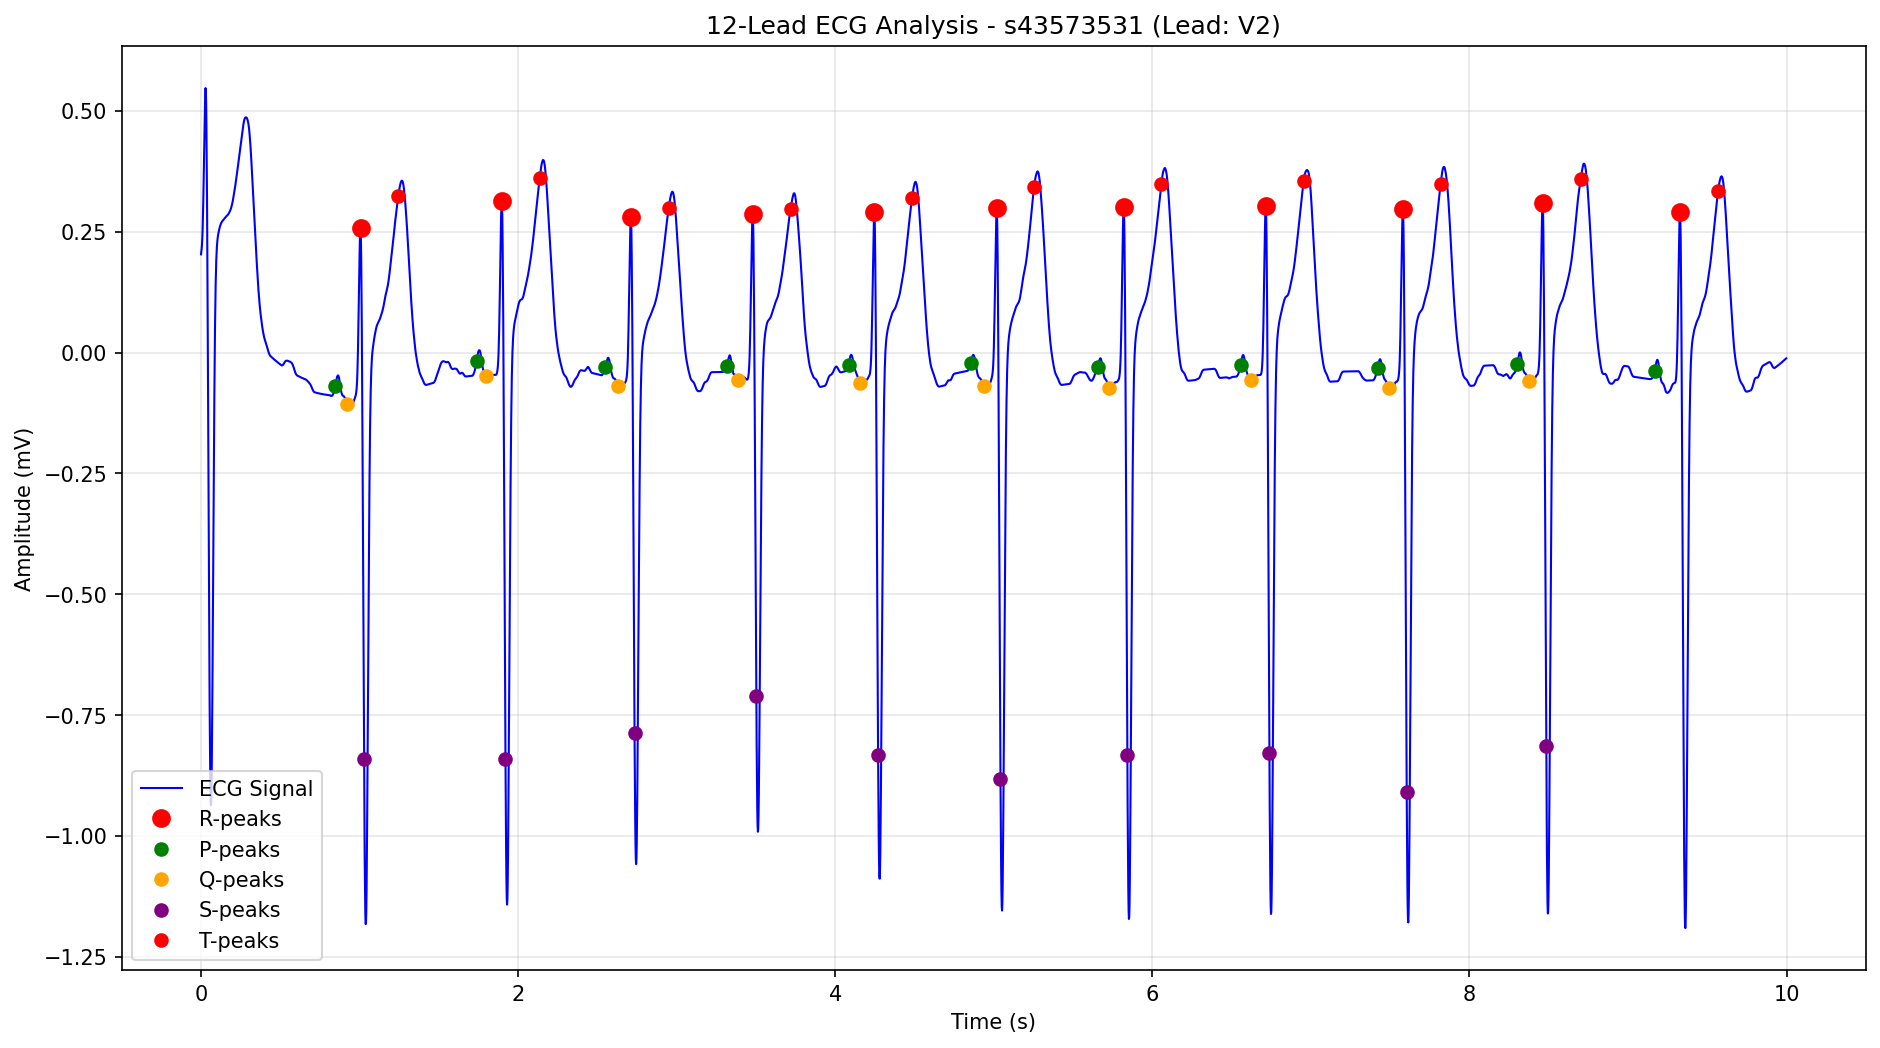 12-Lead ECG Analysis - s43573531 (Lead: V2)
0.50
0.25
0.00
−0.25
−0.50
−0.75
−1.00
−1.25
Amplitude (mV)
ECG Signal
R-peaks
P-peaks
Q-peaks
S-peaks
T-peaks
0 2 4 6 8 10
Time (s)